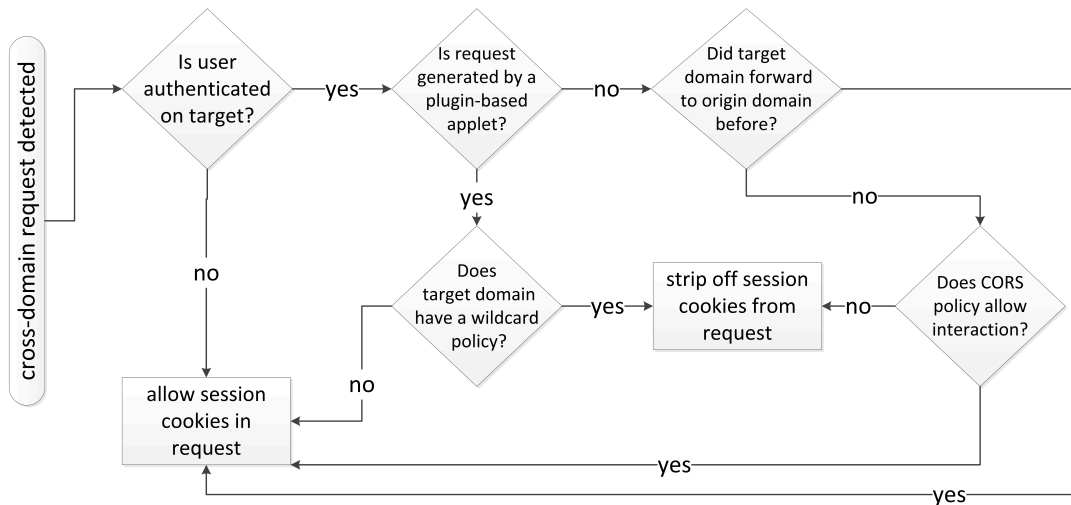 cross-domain request detected
Is user
authenticated
on target?
yes
Is request
generated by a
plugin-based
applet?
no
Did target
domain forward
to origin domain
before?
yes
no
no
Does
target domain
have a wildcard
policy?
yes
strip off session
cookies from
request
no
Does CORS
policy allow
interaction?
no
allow session
cookies in
request
yes
yes